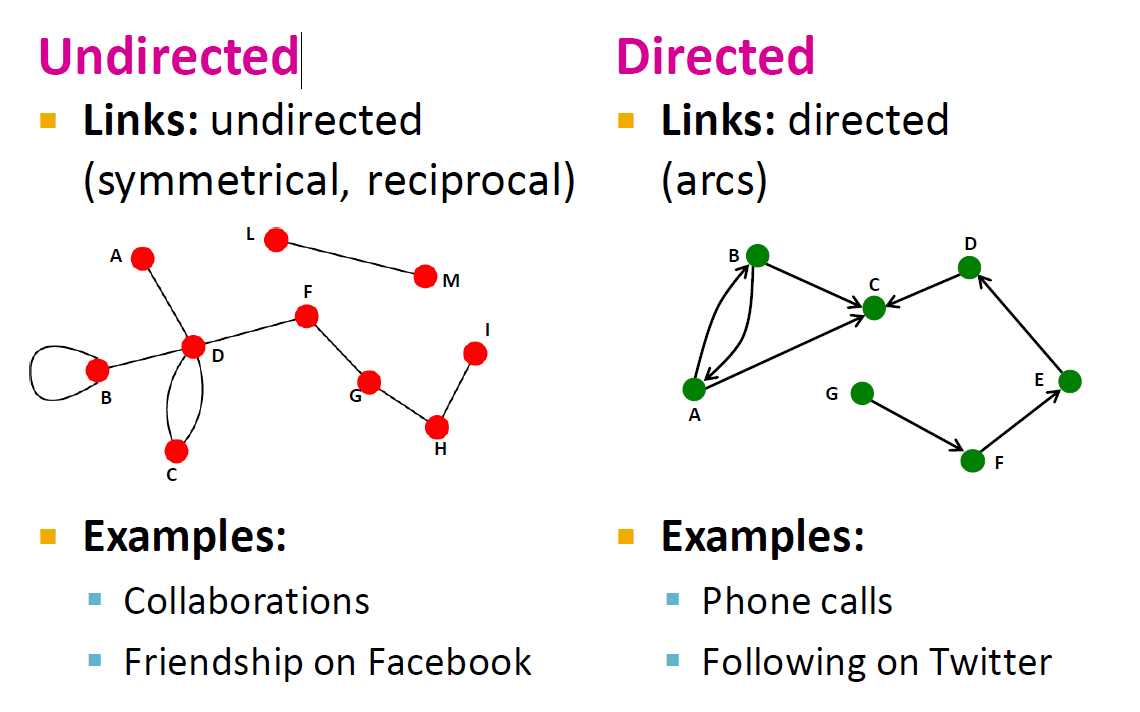 Undirected
Links: undirected
(symmetrical, reciprocal)
A
L
M
F
I
D
B
G
H
C
Examples:
Collaborations
Friendship on Facebook
Directed
Links: directed
(arcs)
B
D
C
E
G
A
F
Examples:
Phone calls
Following on Twitter